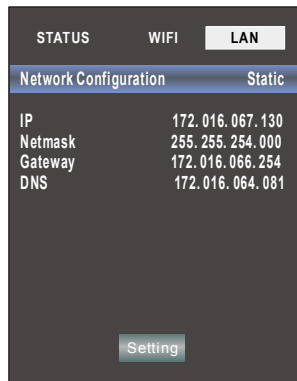 STATUS WIFI LAN
Network Configuration Static
IP 172. 016. 067. 130
Netmask 255. 255. 254. 000
Gateway 172. 016. 066. 254
DNS 172. 016. 064. 081
Setting